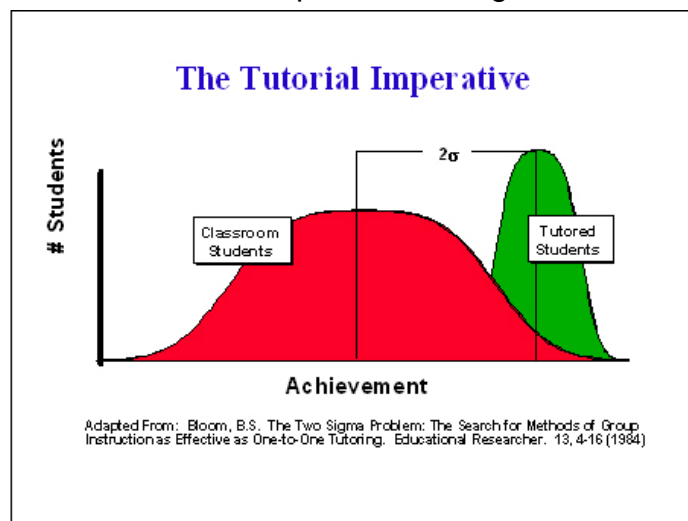 The Tutorial Imperative
2σ
# Students
Classroom
Students
Tutored
Students
Achievement
Adapted From: Bloom, B.S. The Two Sigma Problem: The Search for Methods of Group
Instruction as Effective as One-to-One Tutoring. Educational Researcher. 13, 4-16 (1984)